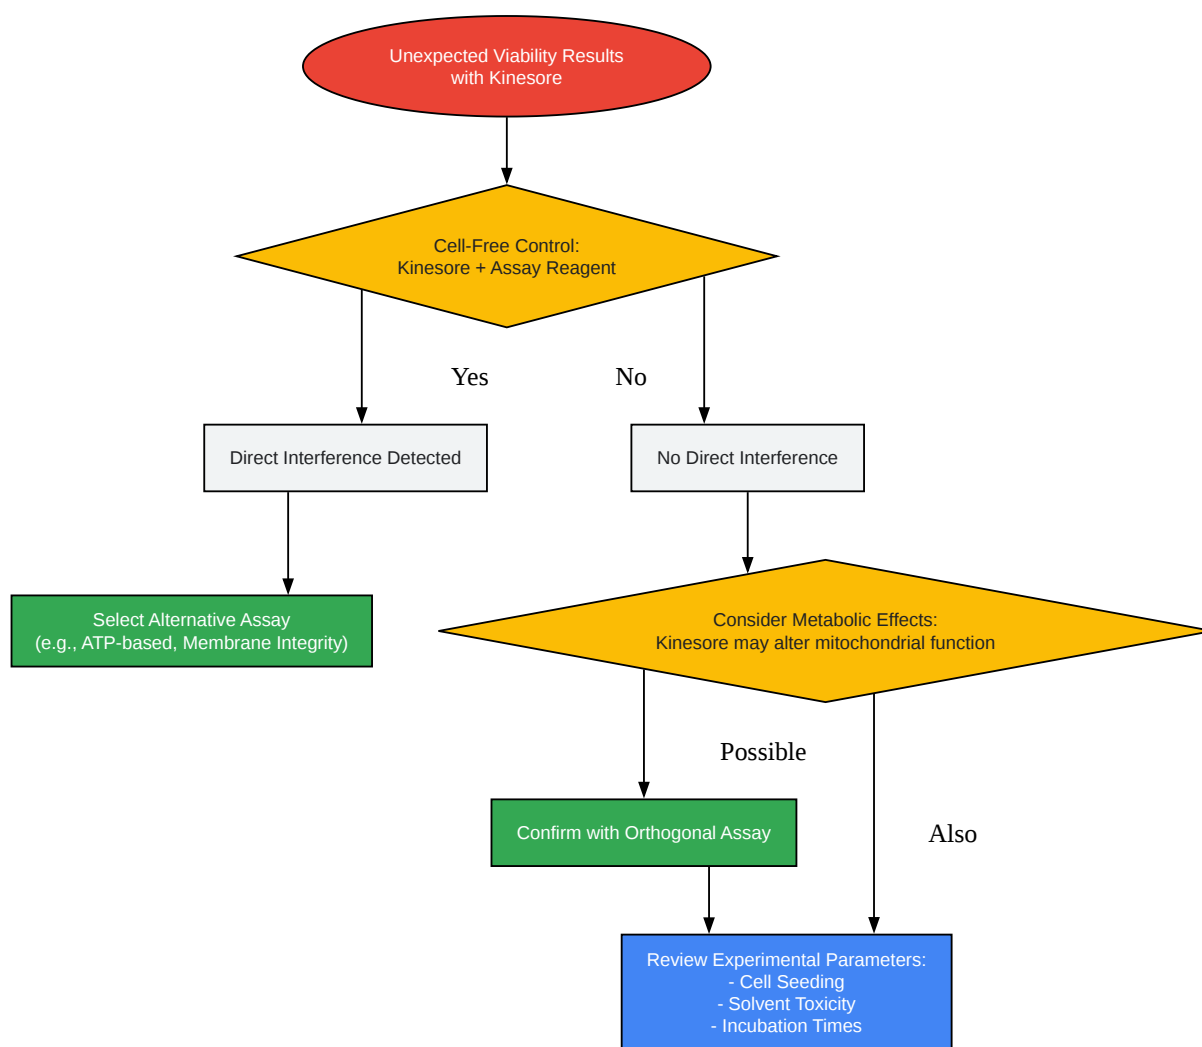 Unexpected Viability Results
with Kinesore
Cell-Free Control:
Kinesore + Assay Reagent
Yes
No
Direct Interference Detected
No Direct Interference
Select Alternative Assay
(e.g., ATP-based, Membrane Integrity)
Consider Metabolic Effects:
Kinesore may alter mitochondrial function
Possible
Confirm with Orthogonal Assay
Also
Review Experimental Parameters:
- Cell Seeding
- Solvent Toxicity
- Incubation Times